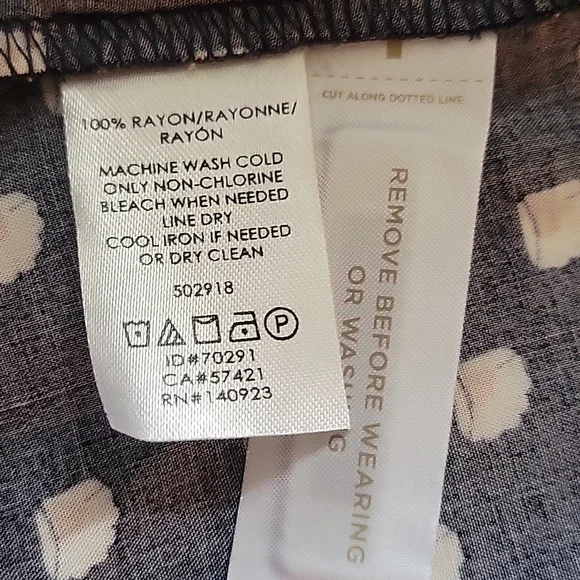 100% RAYON/RAYONNE/
RAYÓN
MACHINE WASH COLD
ONLY NON-CHLORINE
BLEACH WHEN NEEDED
LINE DRY
COOL IRON IF NEEDED
OR DRY CLEAN
502918
P
ID#70291
CA#57421
RN#140923
CUT ALONG DOTTED LINE
REMOVE BEFORE WEARING
OR